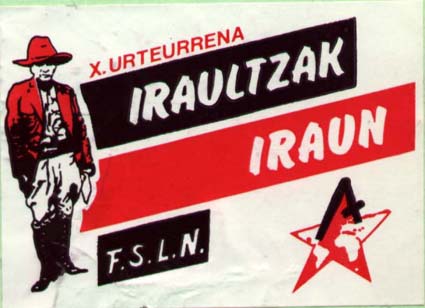 X. URTEURRENA
IRAULTZAK
IRAUN
F.S.L.N.